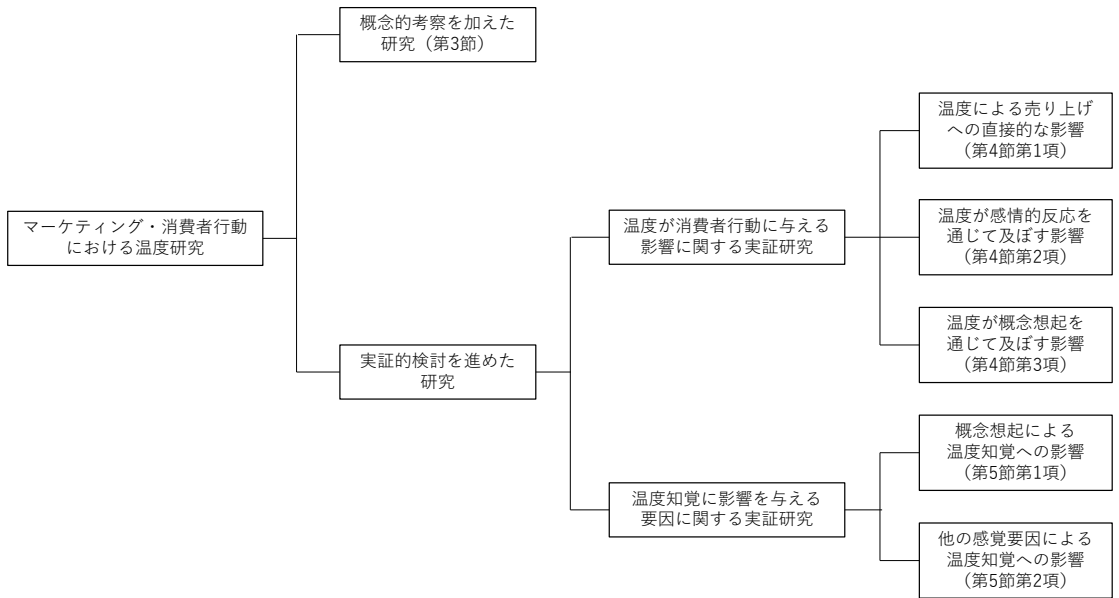 マーケティング・消費者行動
における温度研究
概念的考察を加えた
研究（第3節）
実証的検討を進めた
研究
温度が消費者行動に与える
影響に関する実証研究
温度による売り上げ
への直接的な影響
(第4節第1項)
温度が感情的反応を
通じて及ぼす影響
(第4節第2項)
温度が概念想起を
通じて及ぼす影響
(第4節第3項)
温度知覚に影響を与える
要因に関する実証研究
概念想起による
温度知覚への影響
(第5節第1項)
他の感覚要因による
温度知覚への影響
(第5節第2項)